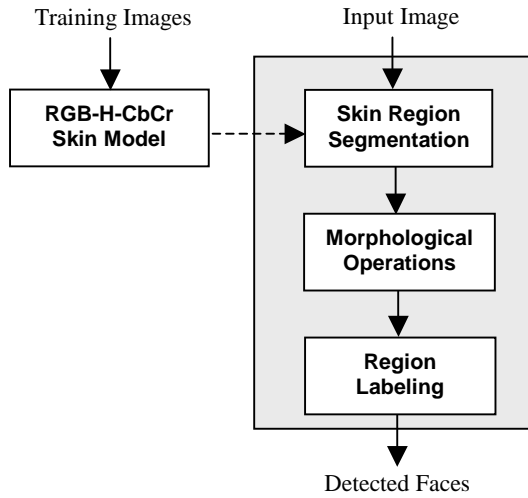 Training Images
Input Image
RGB-H-CbCr
Skin Model
Skin Region
Segmentation
Morphological
Operations
Region
Labeling
Detected Faces